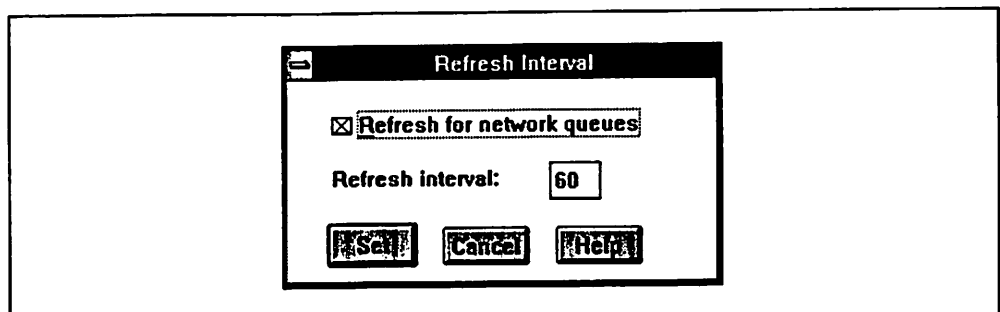 Refresh Interval
Refresh for network queues
Refresh interval: 60
Set Cancel Help